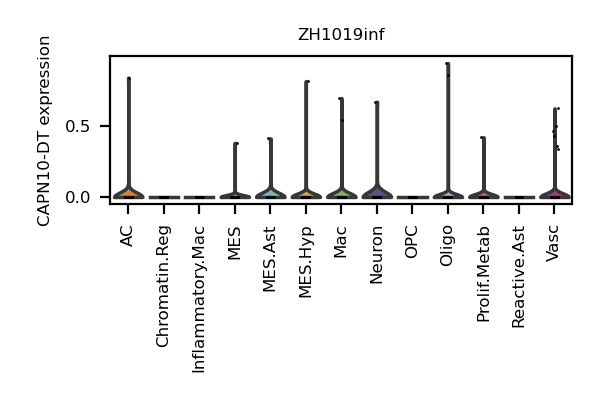 ZH1019inf
CAPN10-DT expression
0.5
0.0
AC
Chromatin.Reg
Inflammatory.Mac
MES
MES.Ast
MES.Hyp
Mac
Neuron
OPC
Oligo
Prolif.Metab
Reactive.Ast
Vasc